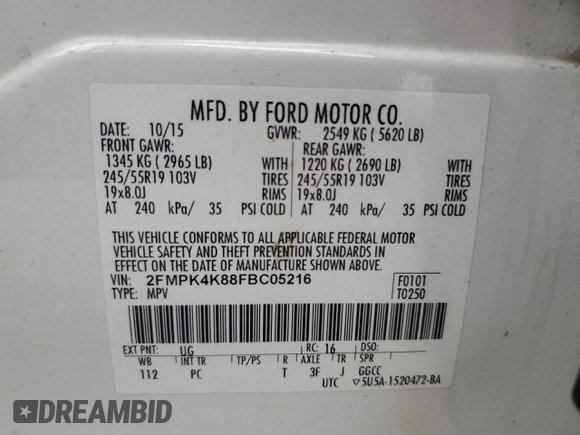 MFD. BY FORD MOTOR CO.
DATE: 10/15 GVWR: 2549 KG ( 5620 LB)
FRONT GAWR: REAR GAWR:
1345 KG ( 2965 LB) WITH 1220 KG ( 2690 LB) WITH
245/55R19 103V TIRES 245/55R19 103V TIRES
19x8.0J RIMS 19x8.0J RIMS
AT 240 kPa/ 35 PSI COLD AT 240 kPa/ 35 PSI COLD
THIS VEHICLE CONFORMS TO ALL APPLICABLE FEDERAL MOTOR
VEHICLE SAFETY AND THEFT PREVENTION STANDARDS
IN EFFECT ON THE DATE OF MANUFACTURE SHOWN ABOVE.
VIN: 2FMPK4K88FBC05216 F0101
TYPE: MPV T0250
EXT PNT: UG RC: 16 DSO:
WB INT TR TP/PS R AXLE TR SPR
112 PC T 3F J GGCC
UTC ▽5U5A-1520472-BA
DREAMBID